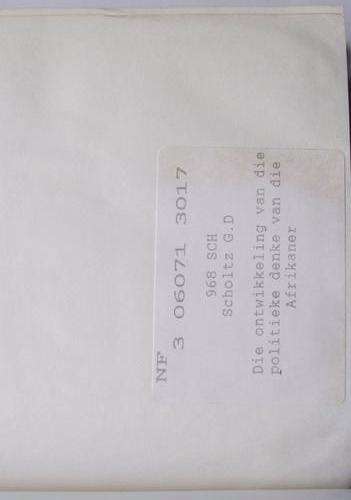 NF
3 06071 3017
968 SCH
Scholtz G.D
Die ontwikkeling van die
politieke denke van die
Afrikaner